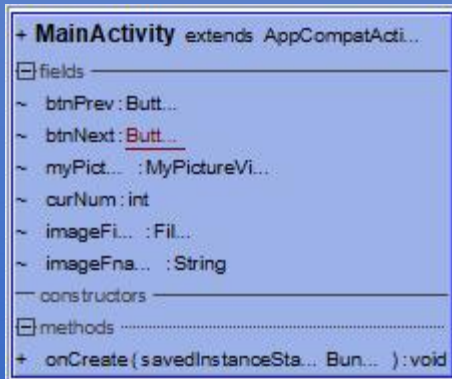 + MainActivity extends AppCompatActi...
fields
~ btnPrev : Butt...
~ btnNext : Butt...
~ myPict... : MyPictureVi...
~ curNum : int
~ imageFi... : Fil...
~ imageFna... : String
constructors
methods
+ onCreate ( savedInstanceSta... Bun... ) : void